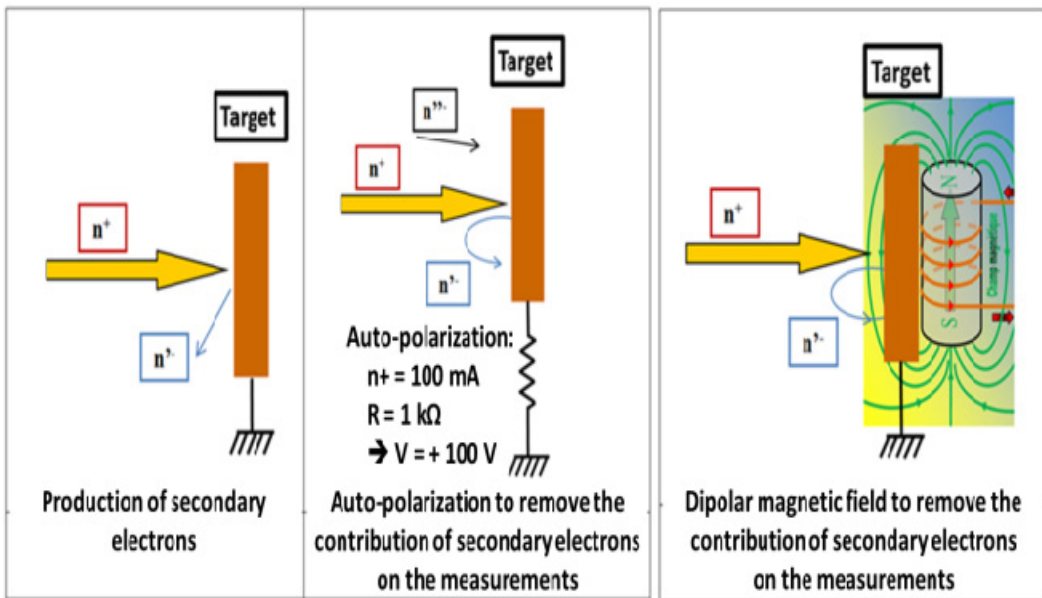 Target
n⁺
n’⁻
Production of secondary
electrons
Target
n’’⁻
n⁺
n’⁻
Auto-polarization:
n+ = 100 mA
R = 1 kΩ
➔ V = + 100 V
Auto-polarization to remove the
contribution of secondary electrons
on the measurements
Target
n⁺
n’⁻
N
S
Champ magnétique
Dipolar magnetic field to remove the
contribution of secondary electrons
on the measurements